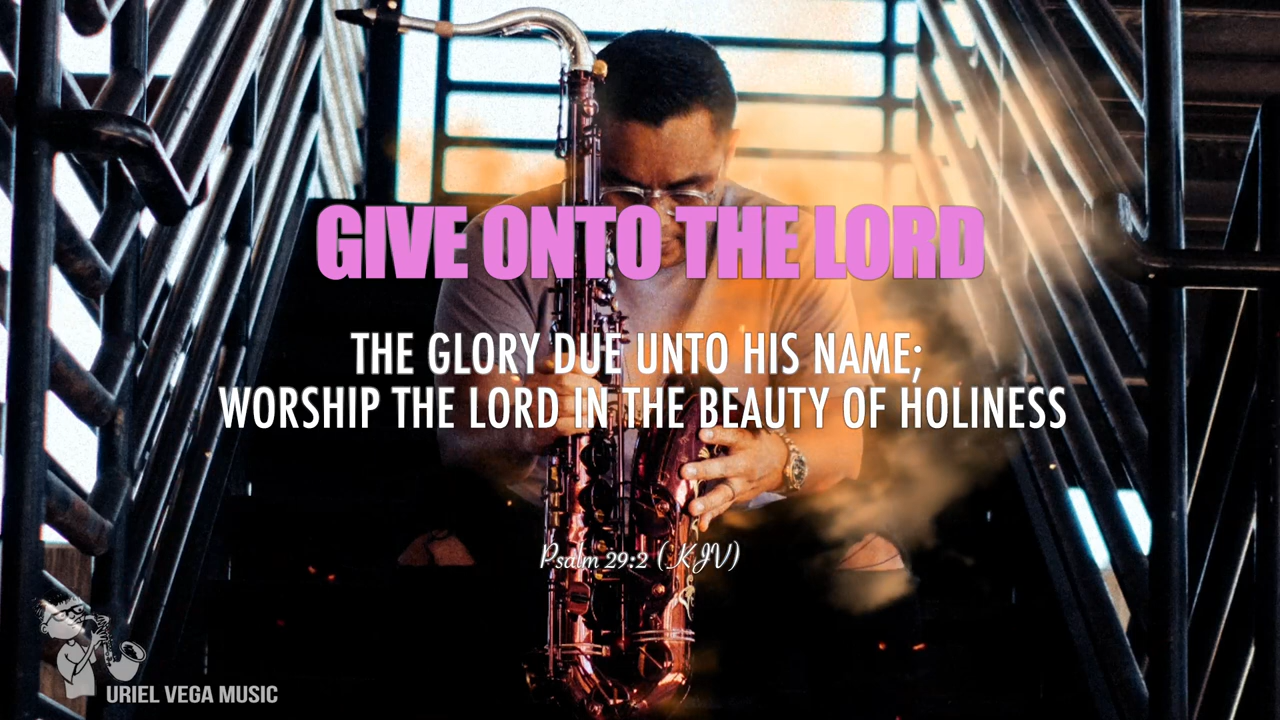 GIVE ONTO THE LORD
THE GLORY DUE UNTO HIS NAME;
WORSHIP THE LORD IN THE BEAUTY OF HOLINESS
Psalm 29:2 (KJV)
URIEL VEGA MUSIC